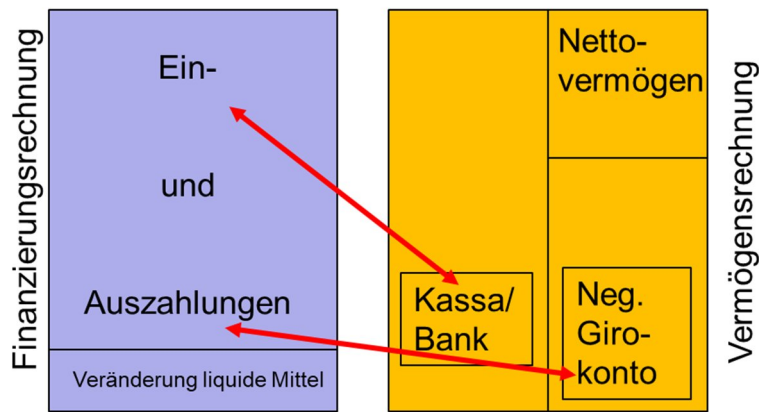 Finanzierungsrechnung
Ein-
und
Auszahlungen
Veränderung liquide Mittel
Kassa/
Bank
Netto-
vermögen
Neg.
Giro-
konto
Vermögensrechnung